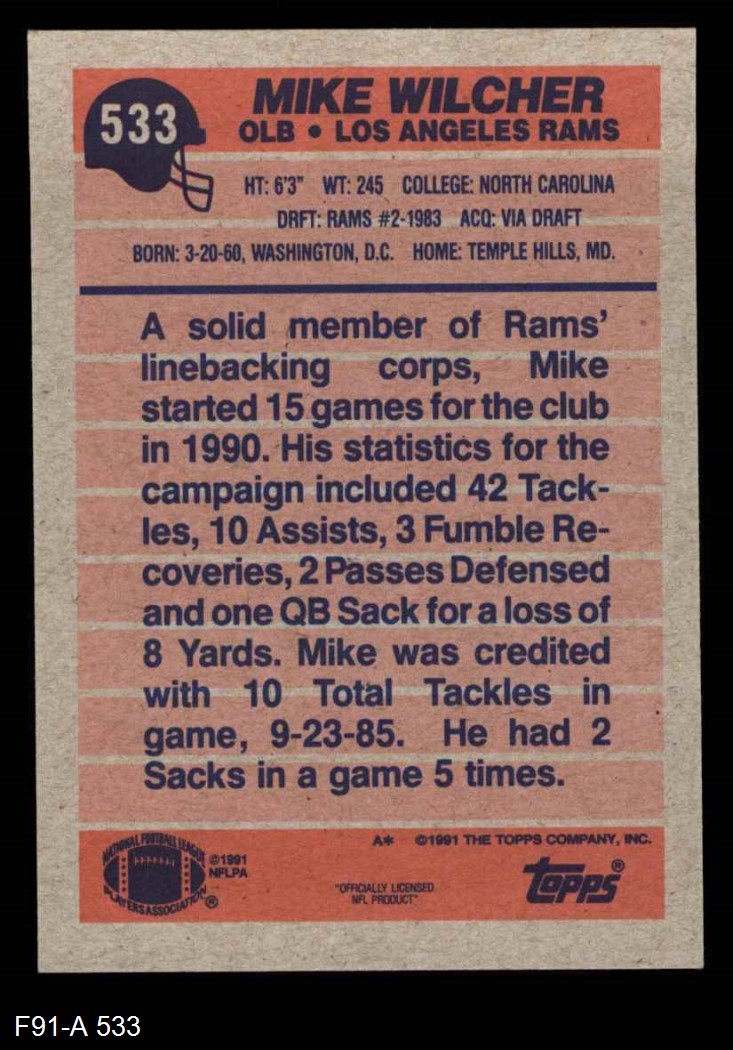 533
MIKE WILCHER
OLB • LOS ANGELES RAMS
HT: 6'3" WT: 245 COLLEGE: NORTH CAROLINA
DRFT: RAMS #2-1983 ACQ: VIA DRAFT
BORN: 3-20-60, WASHINGTON, D.C. HOME: TEMPLE HILLS, MD.
A solid member of Rams'
linebacking corps, Mike
started 15 games for the club
in 1990. His statistics for the
campaign included 42 Tack-
les, 10 Assists, 3 Fumble Re-
coveries, 2 Passes Defensed
and one QB Sack for a loss of
8 Yards. Mike was credited
with 10 Total Tackles in
game, 9-23-85. He had 2
Sacks in a game 5 times.
NATIONAL FOOTBALL LEAGUE
PLAYERS ASSOCIATION ®
©1991
NFLPA
A* ©1991 THE TOPPS COMPANY, INC.
"OFFICIALLY LICENSED
NFL PRODUCT"
topps®
F91-A 533